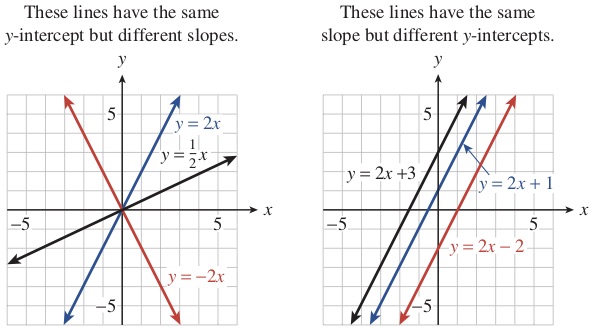 These lines have the same
y-intercept but different slopes.
y
5
y = 2x
y = 1/2 x
x
−5
5
y = −2x
−5
These lines have the same
slope but different y-intercepts.
y
5
y = 2x +3
y = 2x + 1
x
−5
5
y = 2x − 2
−5